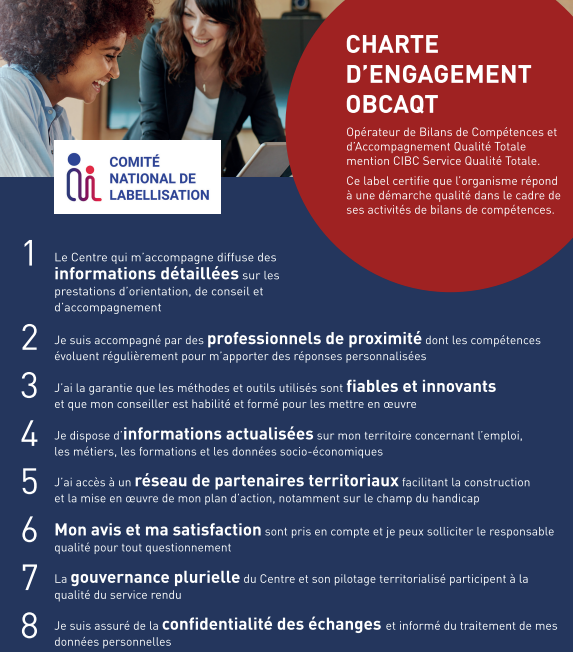 CHARTE
D'ENGAGEMENT
OBCAQT
Opérateur de Bilans de Compétences et
d'Accompagnement Qualité Totale
mention CIBC Service Qualité Totale.
Ce label certifie que l'organisme répond
à une démarche qualité dans le cadre de
ses activités de bilans de compétences.
COMITÉ
NATIONAL DE
LABELLISATION
1 Le Centre qui m'accompagne diffuse des
informations détaillées sur les
prestations d'orientation, de conseil et
d'accompagnement
2 Je suis accompagné par des professionnels de proximité dont les compétences
évoluent régulièrement pour m'apporter des réponses personnalisées
3 J'ai la garantie que les méthodes et outils utilisés sont fiables et innovants
et que mon conseiller est habilité et formé pour les mettre en œuvre
4 Je dispose d'informations actualisées sur mon territoire concernant l'emploi,
les métiers, les formations et les données socio-économiques
5 J'ai accès à un réseau de partenaires territoriaux facilitant la construction
et la mise en œuvre de mon plan d'action, notamment sur le champ du handicap
6 Mon avis et ma satisfaction sont pris en compte et je peux solliciter le responsable
qualité pour tout questionnement
7 La gouvernance plurielle du Centre et son pilotage territorialisé participent à la
qualité du service rendu
8 Je suis assuré de la confidentialité des échanges et informé du traitement de mes
données personnelles